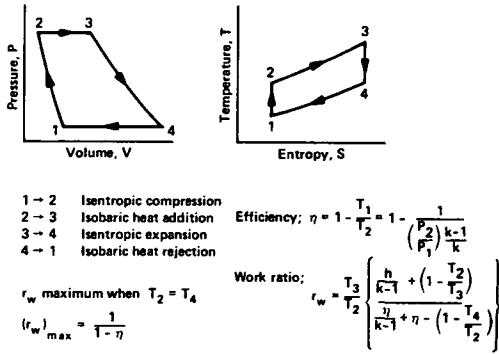 2 3
Pressure, P
1 4
Volume, V
3
Temperature, T
2
4
1
Entropy, S
1 → 2 Isentropic compression
2 → 3 Isobaric heat addition
3 → 4 Isentropic expansion
4 → 1 Isobaric heat rejection
Efficiency; η = 1 - T₁/T₂ = 1 - 1/(P₂/P₁) k-1/k
r_w maximum when T₂ = T₄
(r_w)_max = 1/(1 - η)
Work ratio; r_w = T₃/T₂ { (h/(k-1) + (1 - T₂/T₃)) / (η/(k-1) + η - (1 - T₄/T₂)) }